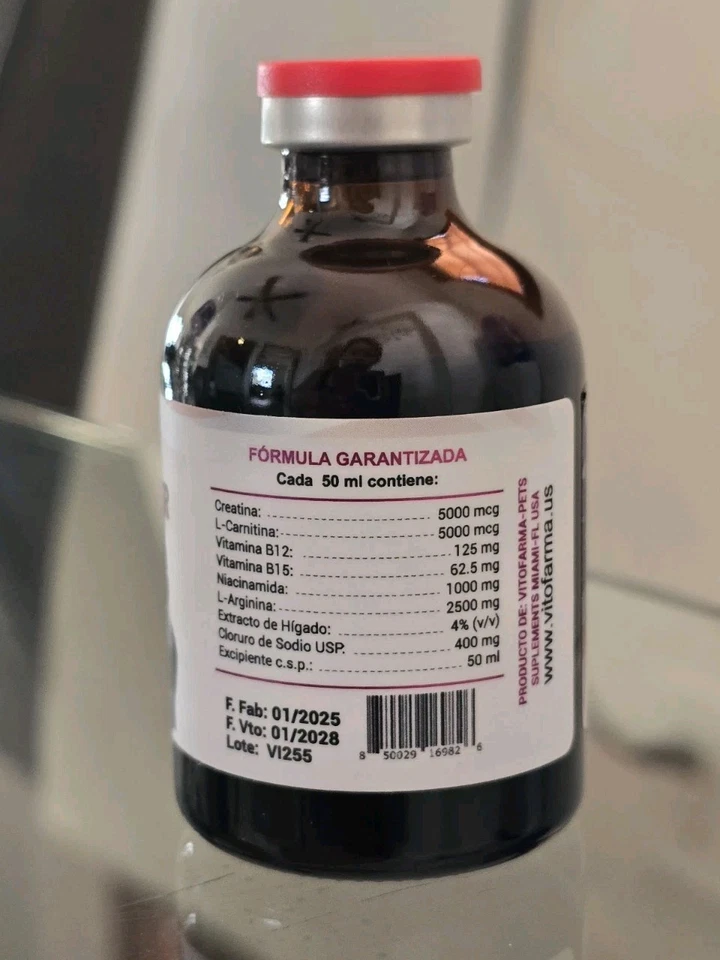 FÓRMULA GARANTIZADA
Cada 50 ml contiene:
Creatina: 5000 mcg
L-Carnitina: 5000 mcg
Vitamina B12: 125 mg
Vitamina B15: 62.5 mg
Niacinamida: 1000 mg
L-Arginina: 2500 mg
Extracto de Hígado: 4% (v/v)
Cloruro de Sodio USP: 400 mg
Excipiente c.s.p.: 50 ml
F. Fab: 01/2025
F. Vto: 01/2028
Lote: VI255
8 50029 16982 6
PRODUCTO DE: VITOFARMA-PETS
SUPLEMENTS MIAMI-FL USA
www.vitofarma.us